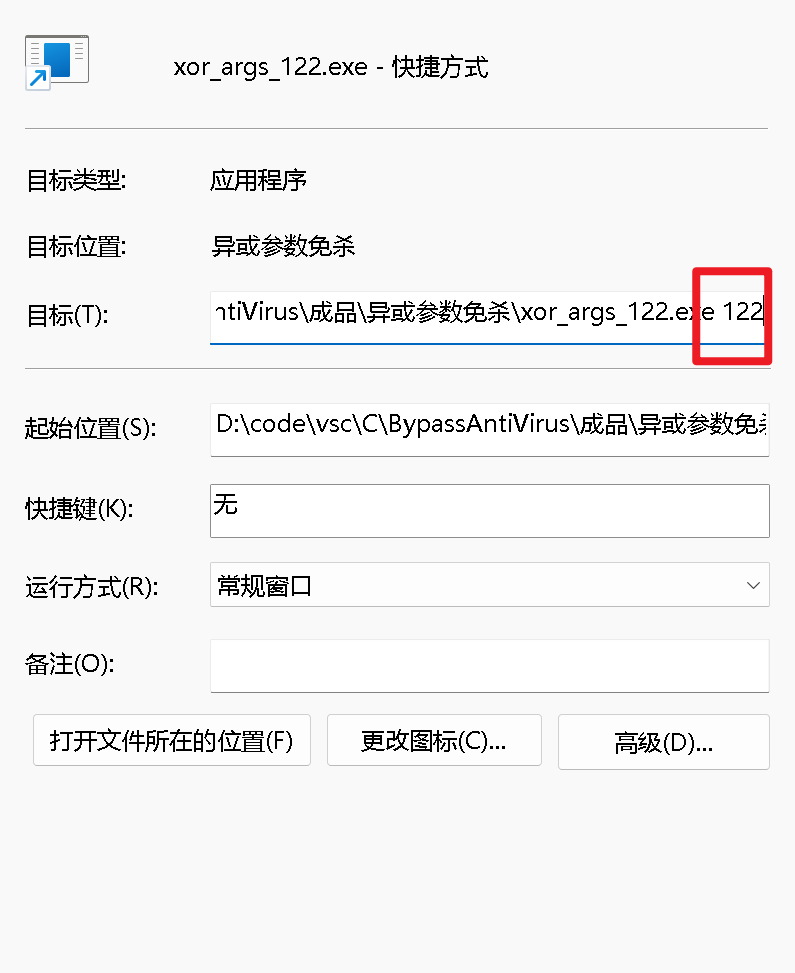 xor_args_122.exe - 快捷方式
目标类型: 应用程序
目标位置: 异或参数免杀
目标(T): ntiVirus\成品\异或参数免杀\xor_args_122.exe 122
起始位置(S): D:\code\vsc\C\BypassAntiVirus\成品\异或参数免杀
快捷键(K): 无
运行方式(R): 常规窗口
备注(O):
打开文件所在的位置(F) 更改图标(C)... 高级(D)...